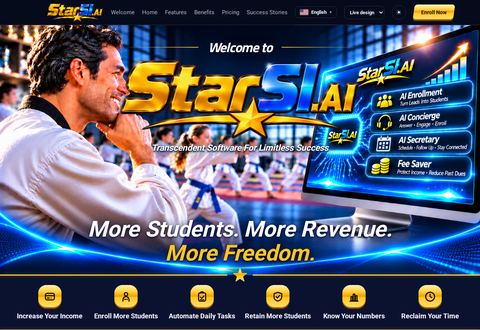 StarSI.AI
Welcome Home Features Benefits Pricing Success Stories English Live design Enroll Now
Welcome to
StarSI.AI
Transcendent Software For Limitless Success
StarSI.AI
AI Enrollment
Turn Leads into Students
AI Concierge
Answer • Engage • Enroll
StarSI.AI
AI Secretary
Schedule • Follow Up • Stay Connected
Fee Saver
Protect Income • Reduce Past Dues
More Students. More Revenue.
More Freedom.
Increase Your Income
Enroll More Students
Automate Daily Tasks
Retain More Students
Know Your Numbers
Reclaim Your Time